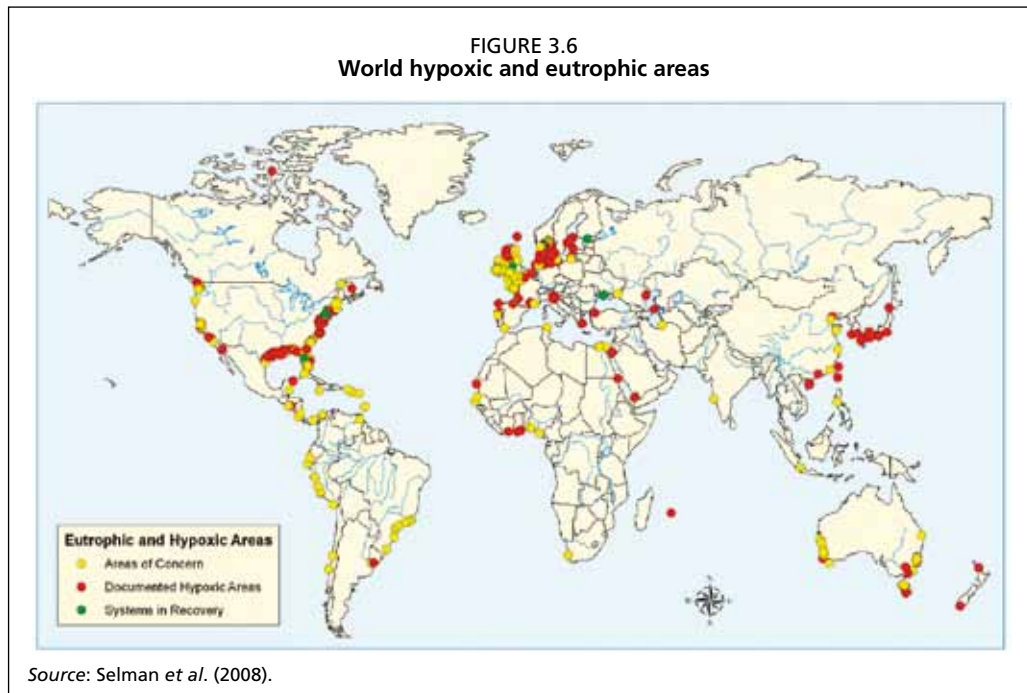 FIGURE 3.6
World hypoxic and eutrophic areas
Eutrophic and Hypoxic Areas
Areas of Concern
Documented Hypoxic Areas
Systems in Recovery
Source: Selman et al. (2008).